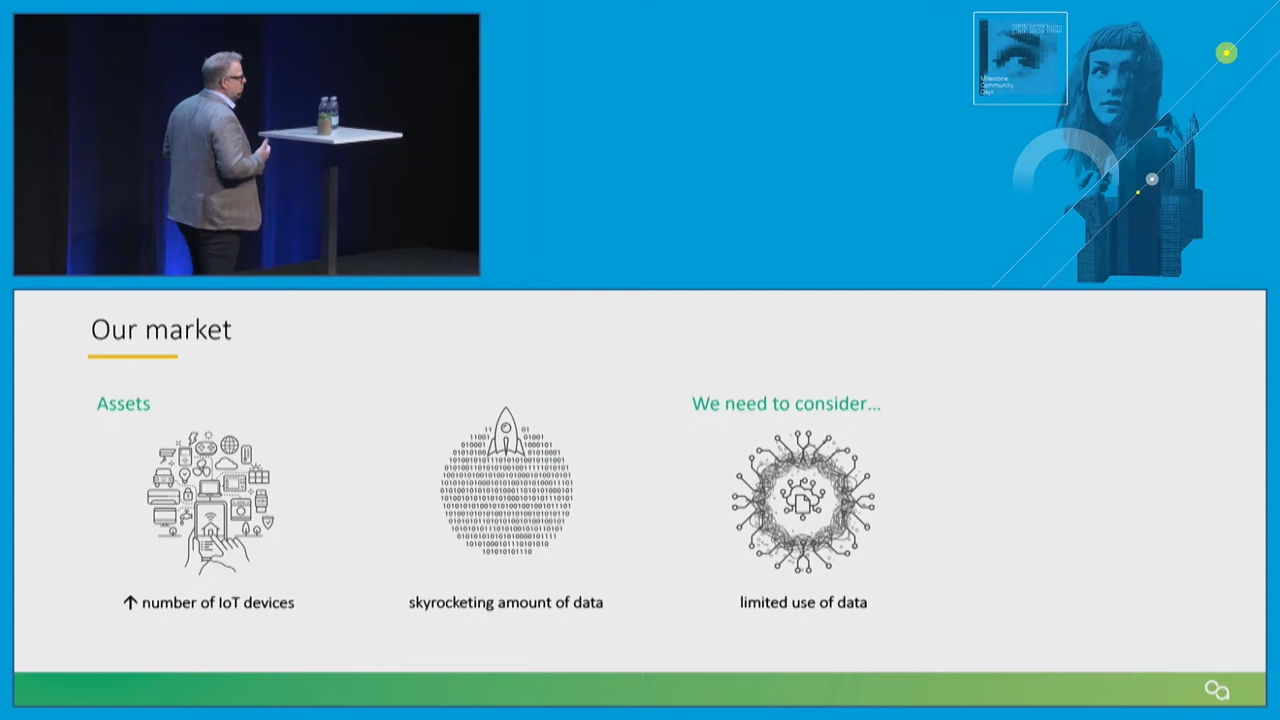 Milestone
Community
Days
Our market
Assets
We need to consider...
↑ number of IoT devices
skyrocketing amount of data
limited use of data